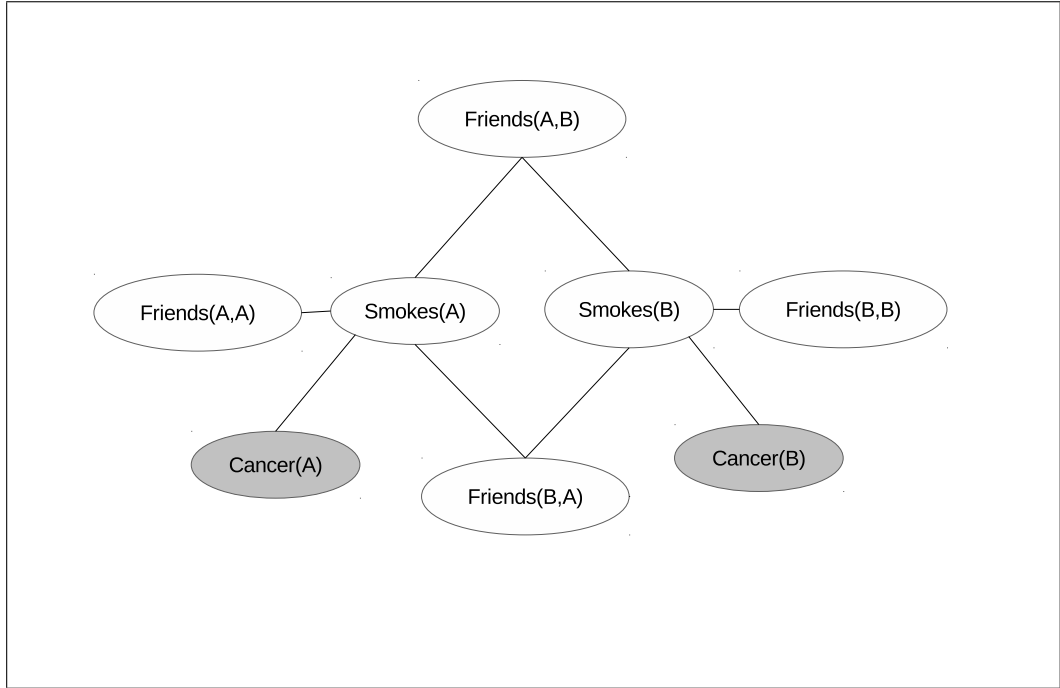 Friends(A,B)
Friends(A,A)
Smokes(A)
Smokes(B)
Friends(B,B)
Cancer(A)
Cancer(B)
Friends(B,A)